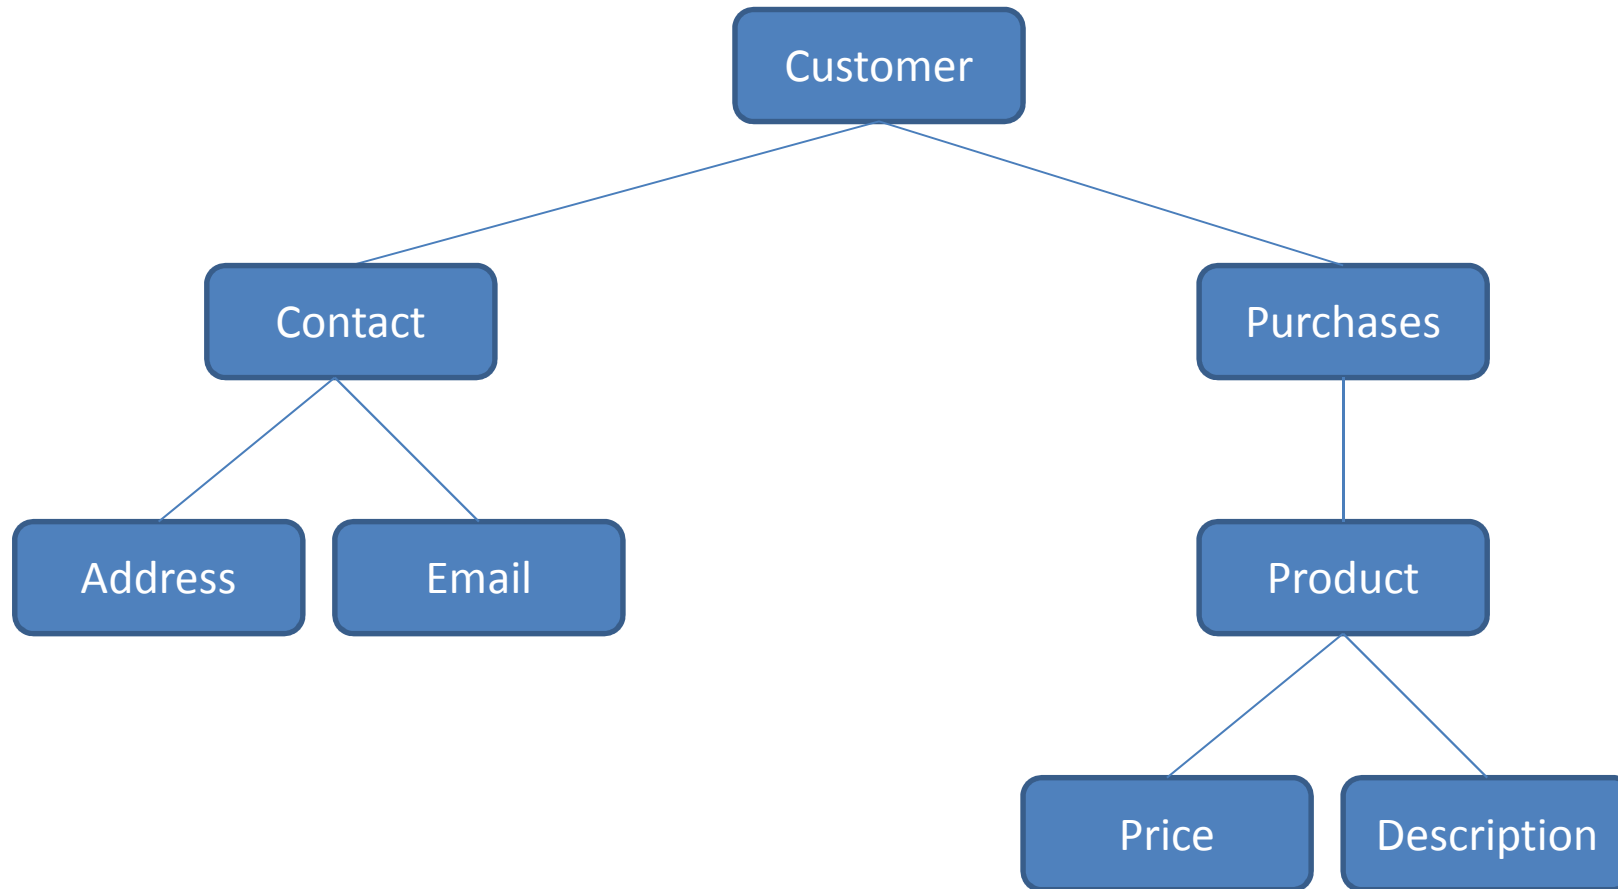 Customer
Contact
Purchases
Address
Email
Product
Price
Description